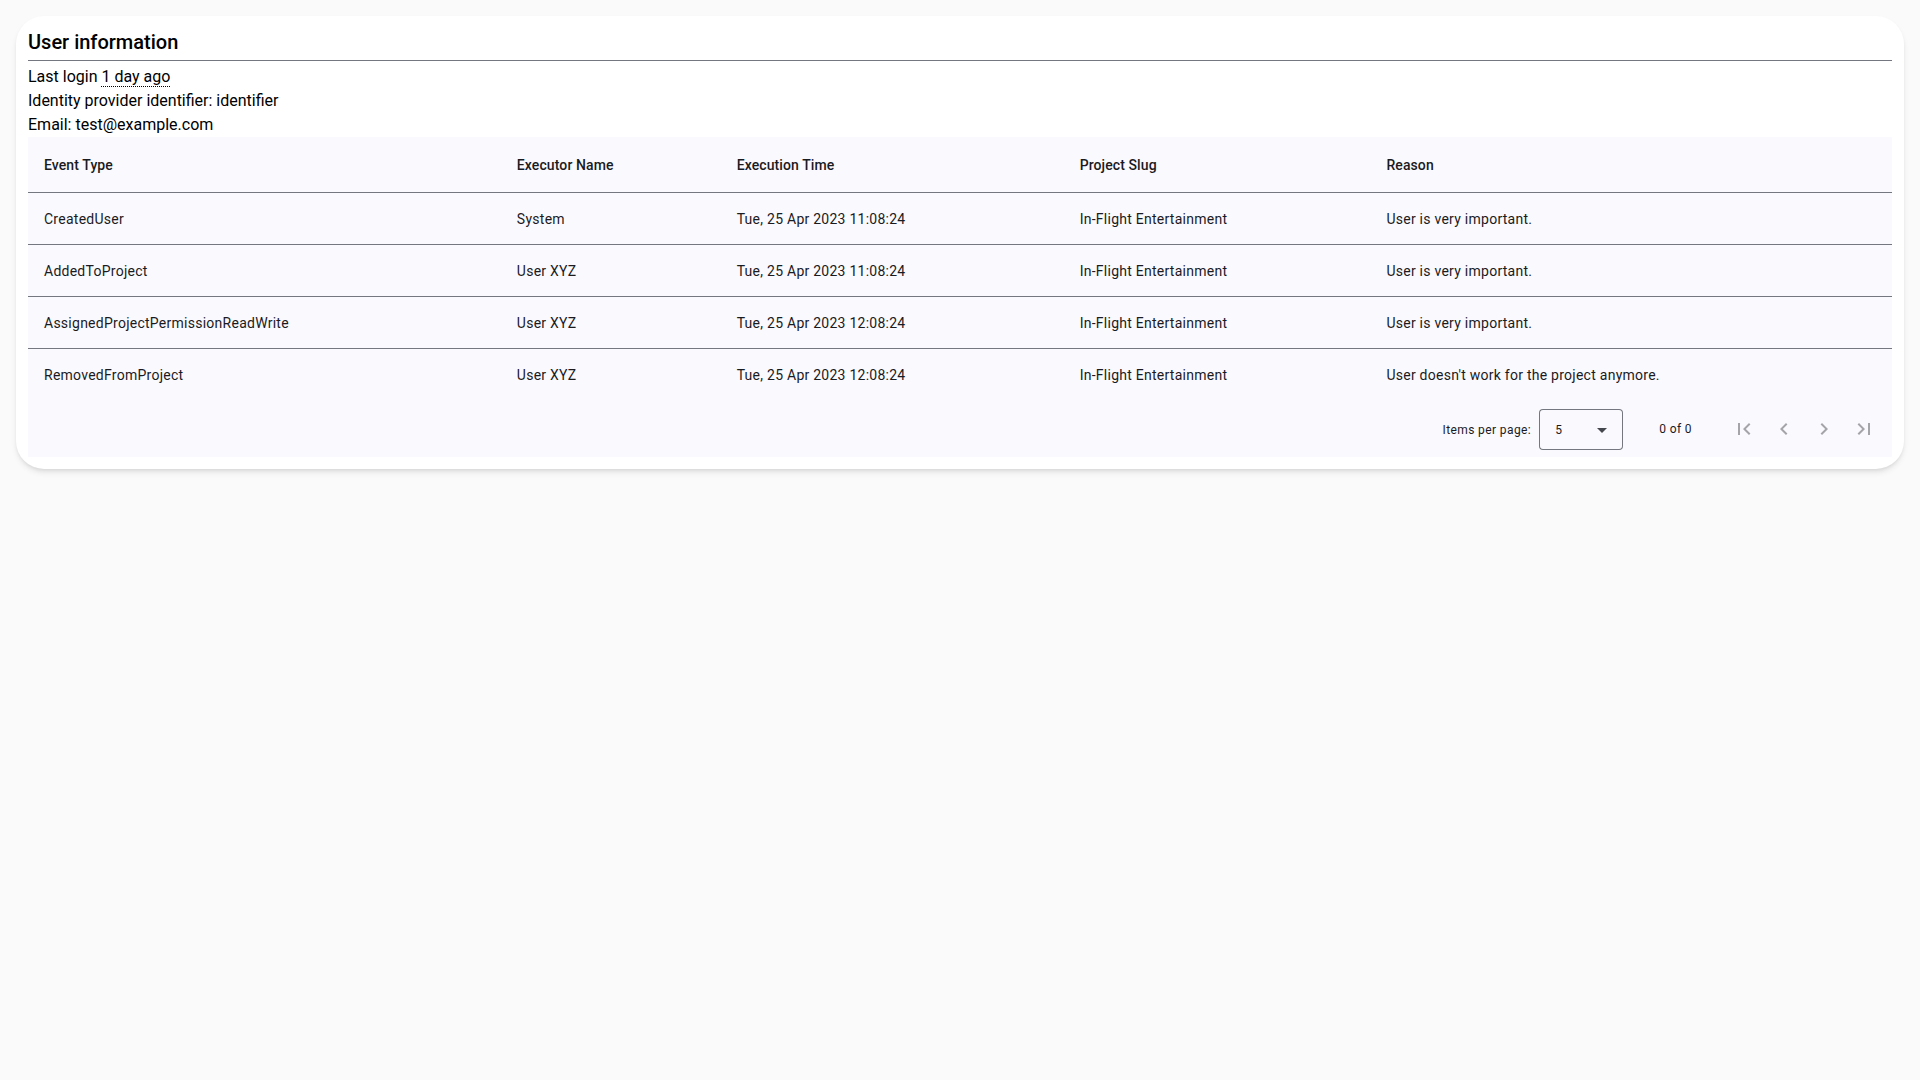 User information
Last login 1 day ago
Identity provider identifier: identifier
Email: test@example.com
Event Type Executor Name Execution Time Project Slug Reason
CreatedUser System Tue, 25 Apr 2023 11:08:24 In-Flight Entertainment User is very important.
AddedToProject User XYZ Tue, 25 Apr 2023 11:08:24 In-Flight Entertainment User is very important.
AssignedProjectPermissionReadWrite User XYZ Tue, 25 Apr 2023 12:08:24 In-Flight Entertainment User is very important.
RemovedFromProject User XYZ Tue, 25 Apr 2023 12:08:24 In-Flight Entertainment User doesn't work for the project anymore.
Items per page: 5 0 of 0